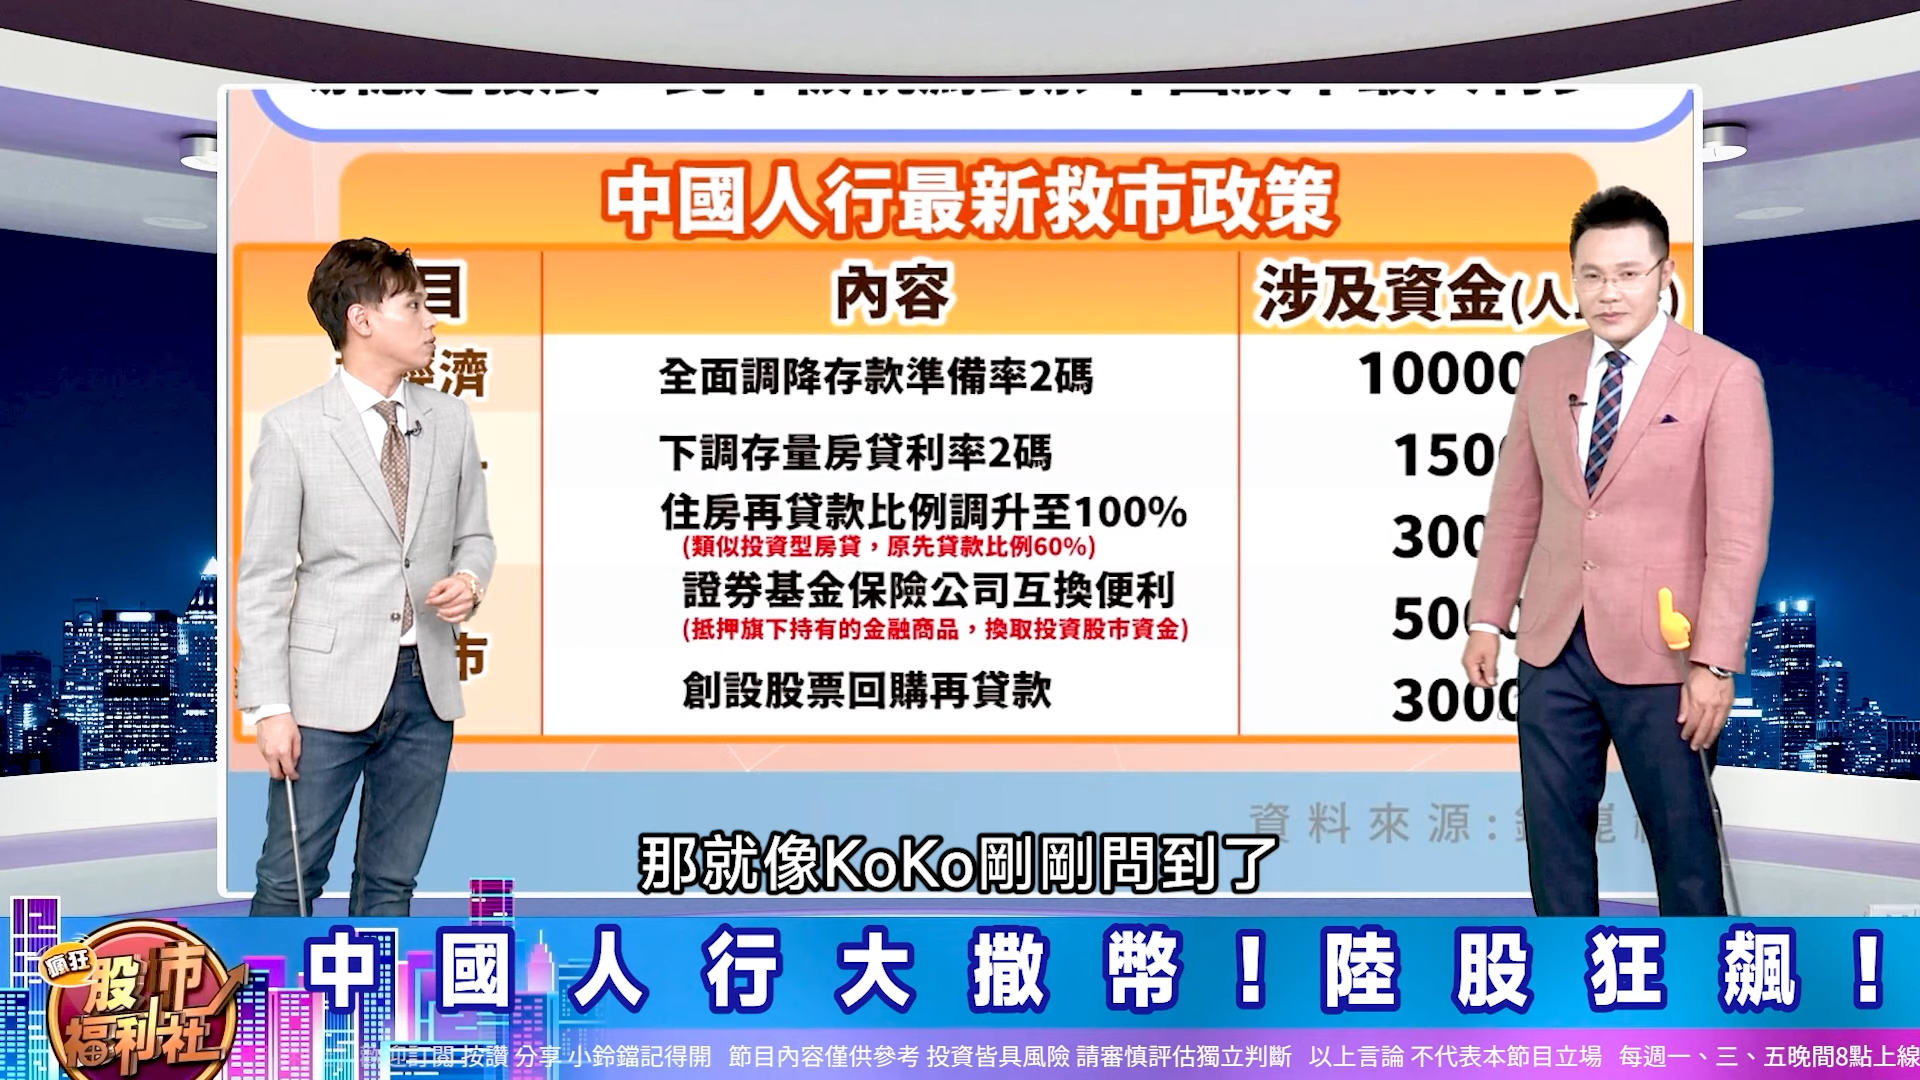 中國人行最新救市政策
目
內容
涉及資金(人
濟
全面調降存款準備率2碼
10000
下調存量房貸利率2碼
150
住房再貸款比例調升至100%
(類似投資型房貸，原先貸款比例60%)
300
證券基金保險公司互換便利
(抵押旗下持有的金融商品，換取投資股市資金)
500
市
創設股票回購再貸款
3000
資料來源:
那就像KoKo剛剛問到了
中國人行大撒幣!陸股狂飆!
瘋狂
股市
福利社
訂閱 按讚 分享 小鈴鐺記得開 節目內容僅供參考 投資皆具風險 請審慎評估獨立判斷 以上言論 不代表本節目立場 每週一、三、五晚間8點上線